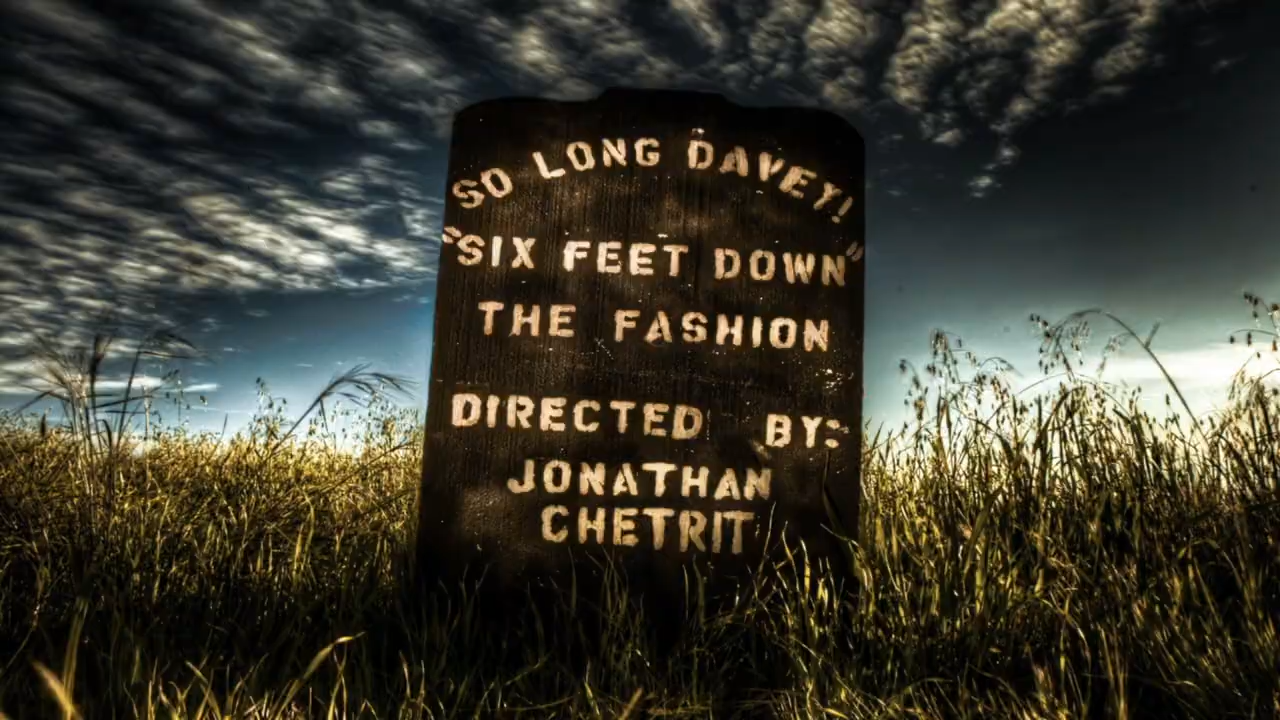 SO LONG DAVEY!
"SIX FEET DOWN"
THE FASHION
DIRECTED BY:
JONATHAN
CHETRIT